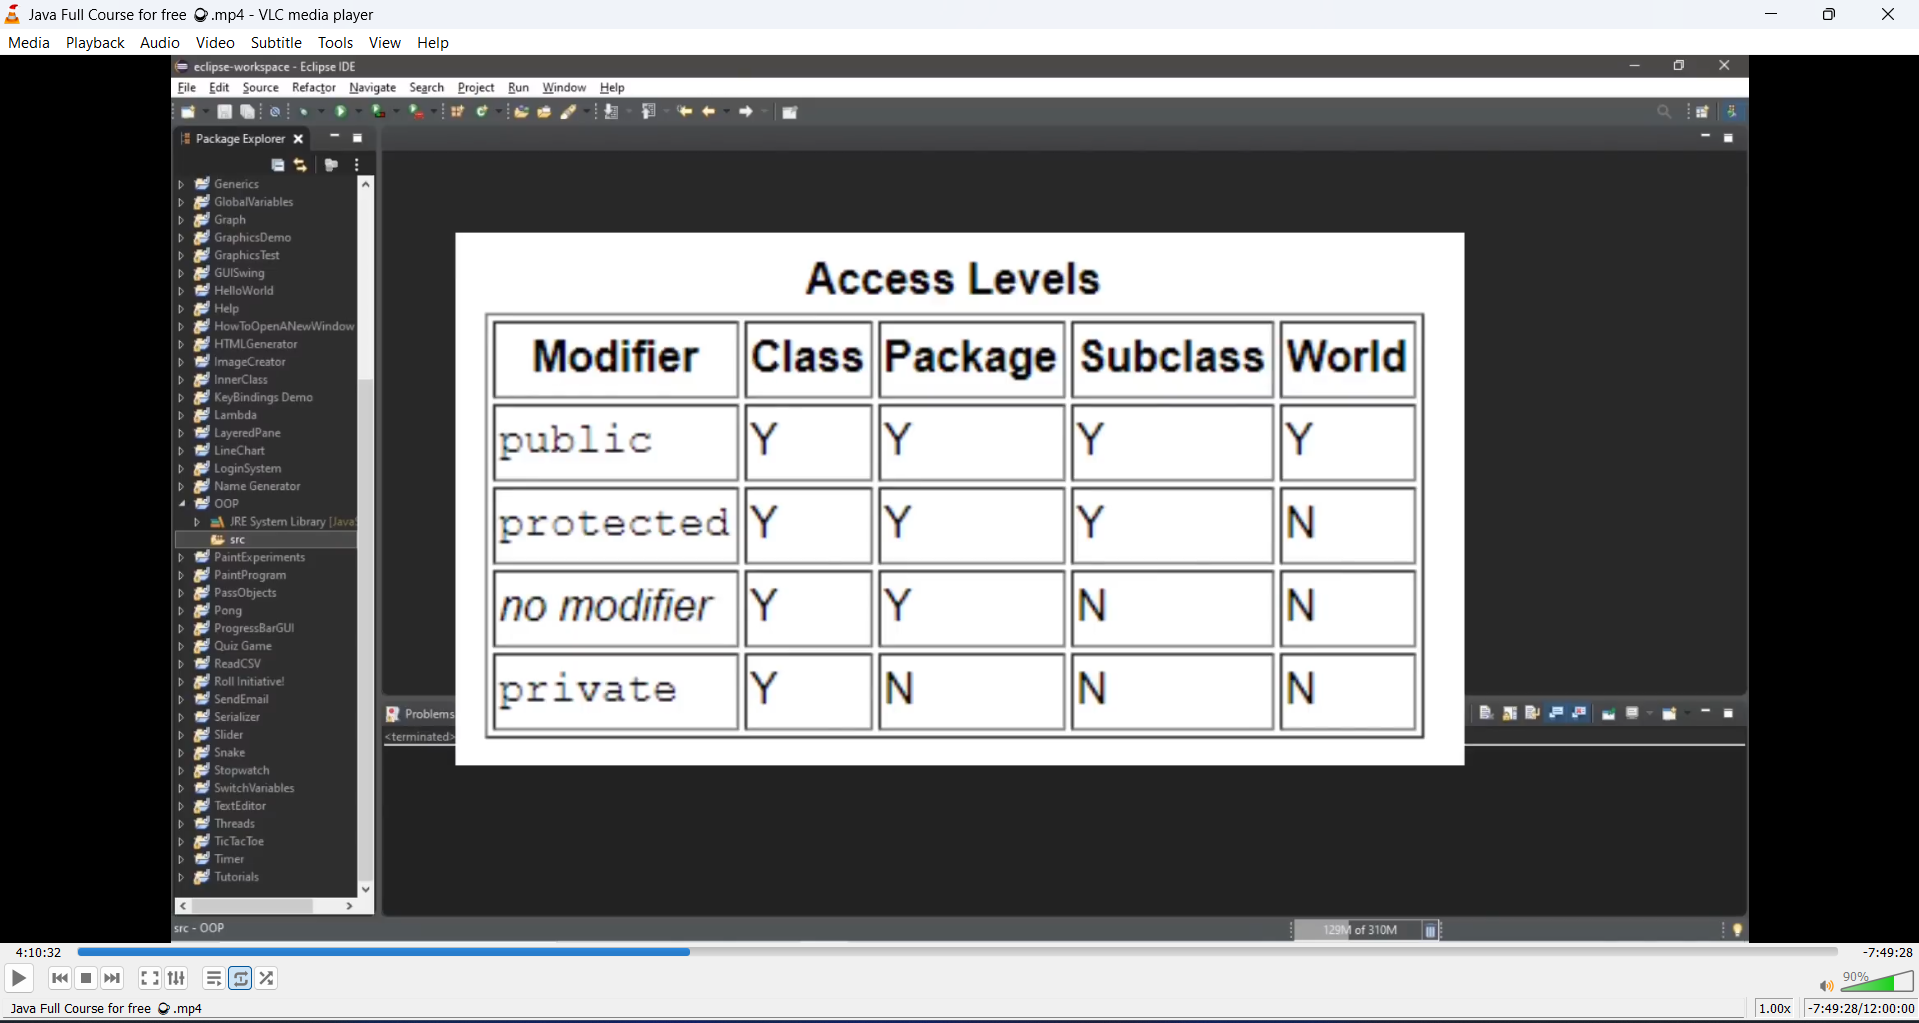 Java Full Course for free .mp4 - VLC media player
Media Playback Audio Video Subtitle Tools View Help
eclipse-workspace - Eclipse IDE
File Edit Source Refactor Navigate Search Project Run Window Help
Package Explorer
Generics
GlobalVariables
Graph
GraphicsDemo
GraphicsTest
GUISwing
HelloWorld
Help
HowToOpenANewWindow
HTMLGenerator
ImageCreator
InnerClass
KeyBindings Demo
Lambda
LayeredPane
LineChart
LoginSystem
Name Generator
OOP
JRE System Library [JavaS
src
PaintExperiments
PaintProgram
PassObjects
Pong
ProgressBarGUI
Quiz Game
ReadCSV
Roll Initiative!
SendEmail
Serializer
Slider
Snake
Stopwatch
SwitchVariables
TextEditor
Threads
TicTacToe
Timer
Tutorials
Access Levels
Modifier Class Package Subclass World
public Y Y Y Y
protected Y Y Y N
no modifier Y Y N N
private Y N N N
Problems
<terminated>
src - OOP
129M of 310M
4:10:32
-7:49:28
90%
Java Full Course for free .mp4
1.00x
-7:49:28/12:00:00